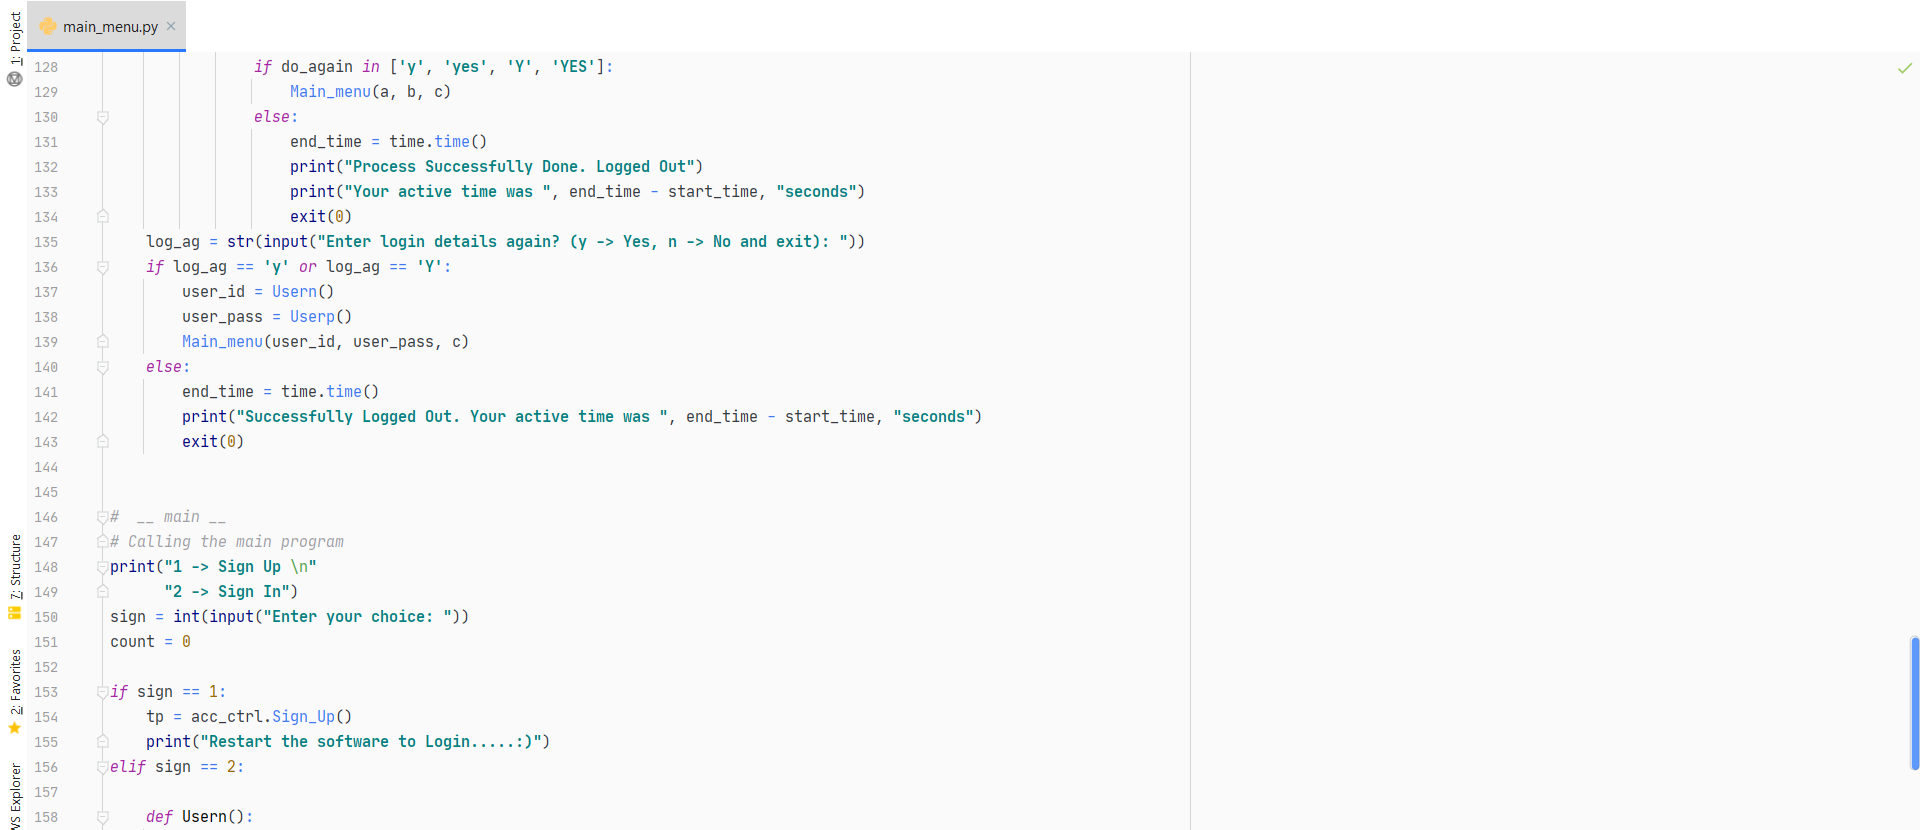 main_menu.py
1: Project
7: Structure
2: Favorites
WS Explorer
128 if do_again in ['y', 'yes', 'Y', 'YES']:
129 Main_menu(a, b, c)
130 else:
131 end_time = time.time()
132 print("Process Successfully Done. Logged Out")
133 print("Your active time was ", end_time - start_time, "seconds")
134 exit(0)
135 log_ag = str(input("Enter login details again? (y -> Yes, n -> No and exit): "))
136 if log_ag == 'y' or log_ag == 'Y':
137 user_id = Usern()
138 user_pass = Userp()
139 Main_menu(user_id, user_pass, c)
140 else:
141 end_time = time.time()
142 print("Successfully Logged Out. Your active time was ", end_time - start_time, "seconds")
143 exit(0)
144
145
146 #  __ main __
147 # Calling the main program
148 print("1 -> Sign Up \n"
149 "2 -> Sign In")
150 sign = int(input("Enter your choice: "))
151 count = 0
152
153 if sign == 1:
154 tp = acc_ctrl.Sign_Up()
155 print("Restart the software to Login.....:)")
156 elif sign == 2:
157
158 def Usern():